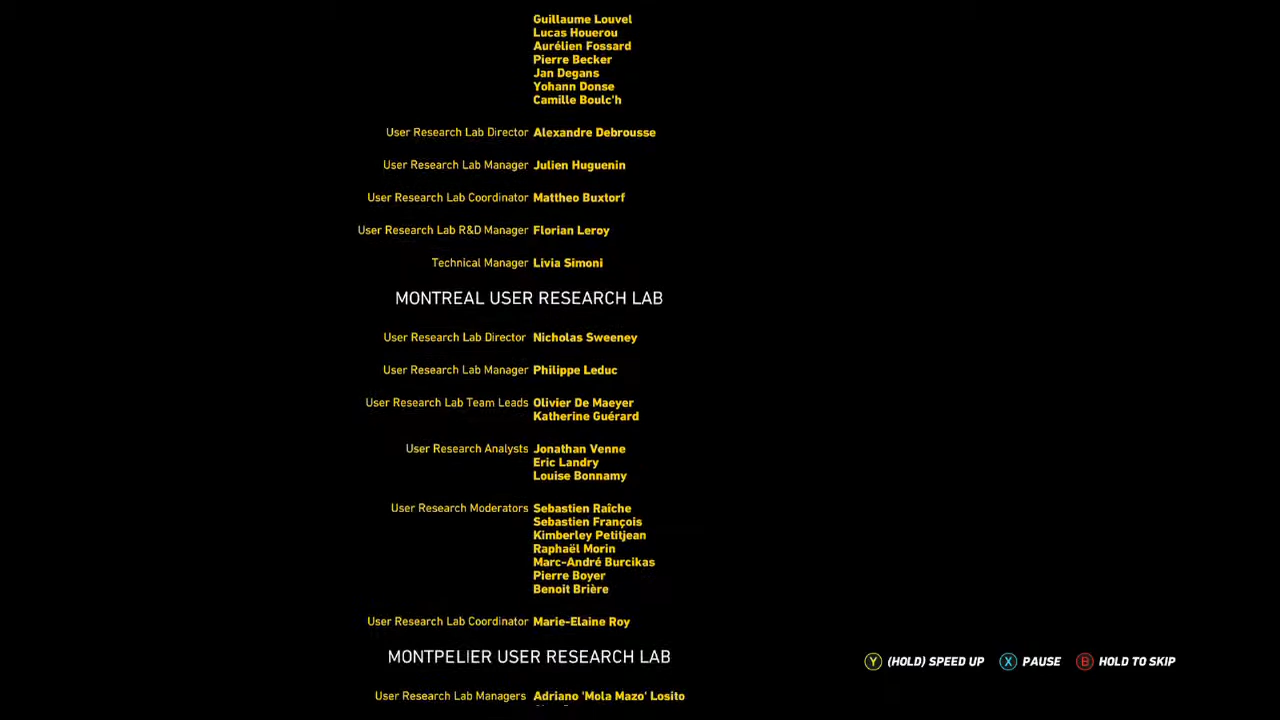 Guillaume Louvel
Lucas Houerou
Aurélien Fossard
Pierre Becker
Jan Degans
Yohann Donse
Camille Boulc'h
User Research Lab Director Alexandre Debrousse
User Research Lab Manager Julien Huguenin
User Research Lab Coordinator Mattheo Buxtorf
User Research Lab R&D Manager Florian Leroy
Technical Manager Livia Simoni
MONTREAL USER RESEARCH LAB
User Research Lab Director Nicholas Sweeney
User Research Lab Manager Philippe Leduc
User Research Lab Team Leads Olivier De Maeyer
Katherine Guérard
User Research Analysts Jonathan Venne
Eric Landry
Louise Bonnamy
User Research Moderators Sebastien Raîche
Sebastien François
Kimberley Petitjean
Raphaël Morin
Marc-André Burcikas
Pierre Boyer
Benoit Brière
User Research Lab Coordinator Marie-Elaine Roy
MONTPELIER USER RESEARCH LAB
User Research Lab Managers Adriano 'Mola Mazo' Losito
Y (HOLD) SPEED UP X PAUSE B HOLD TO SKIP